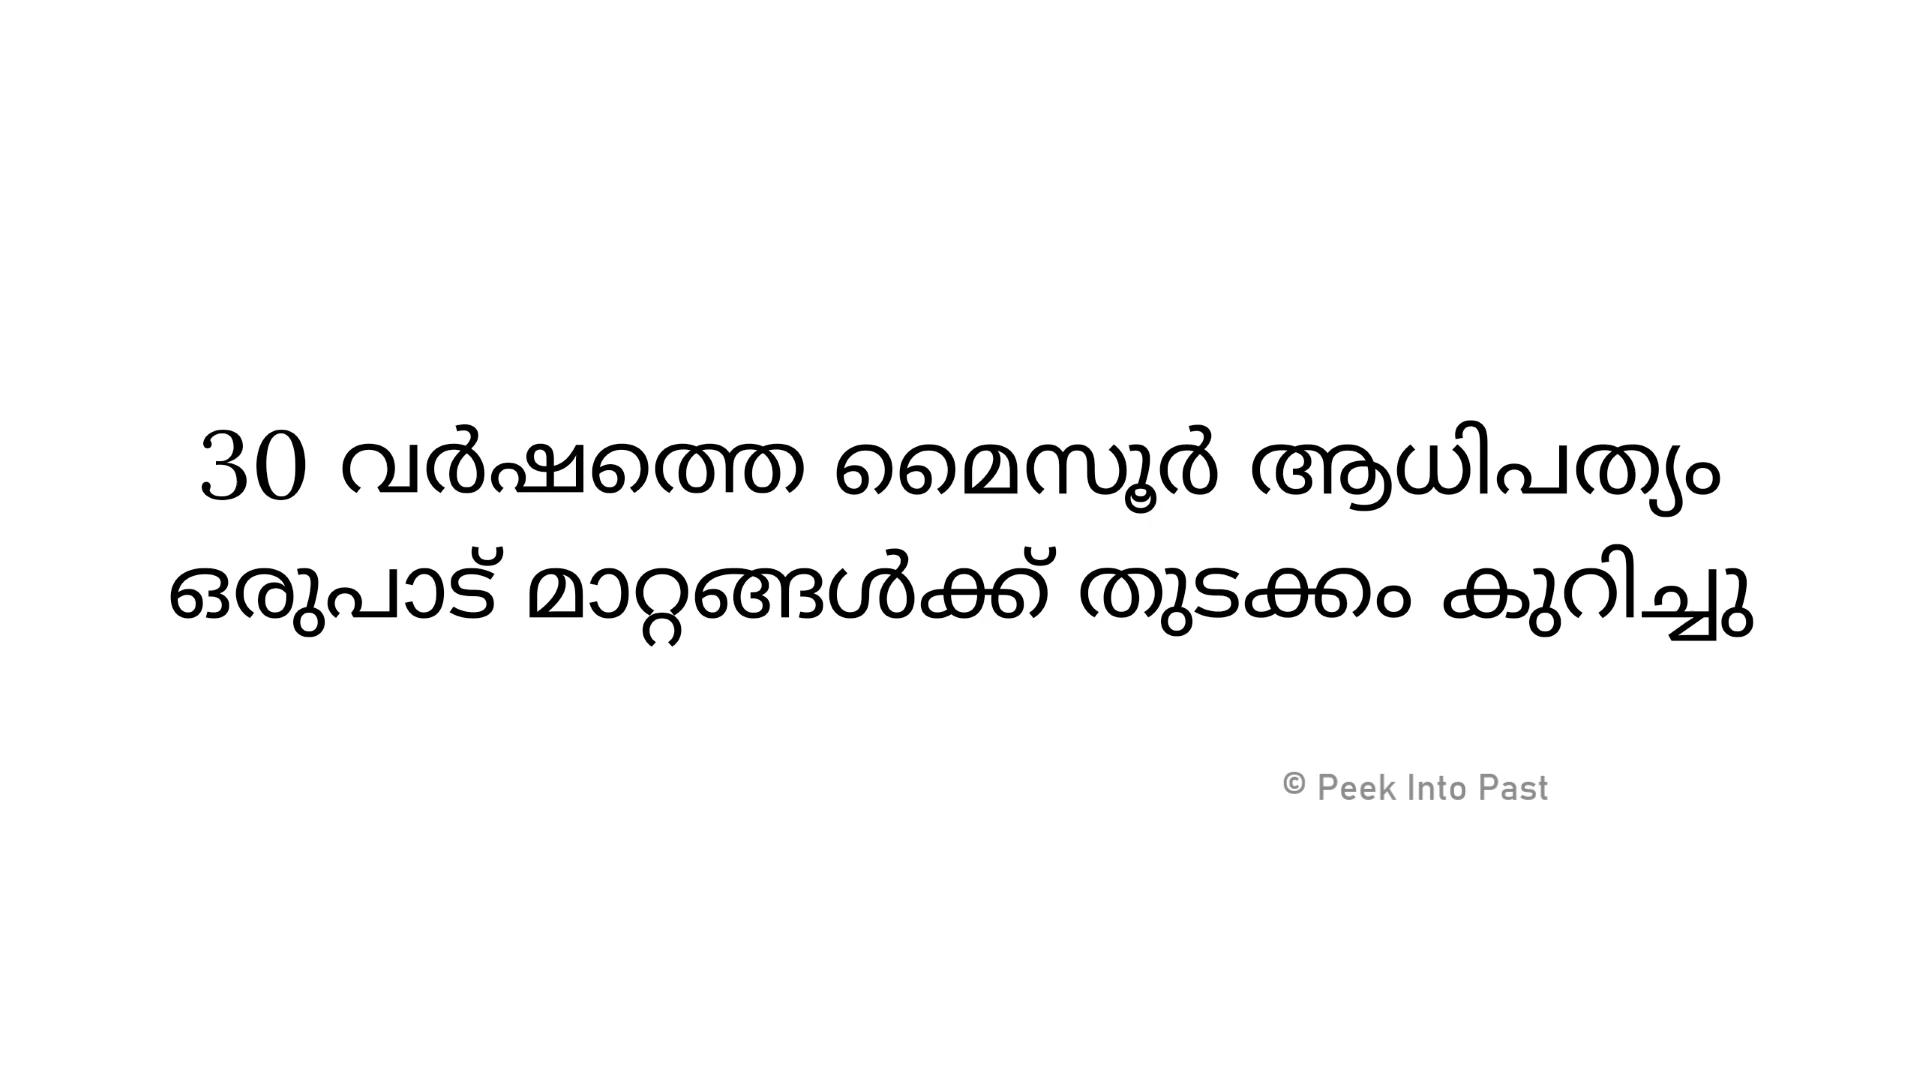 30 വർഷത്തെ മൈസൂർ ആധിപത്യം
ഒരുപാട് മാറ്റങ്ങൾക്ക് തുടക്കം കുറിച്ചു
© Peek Into Past